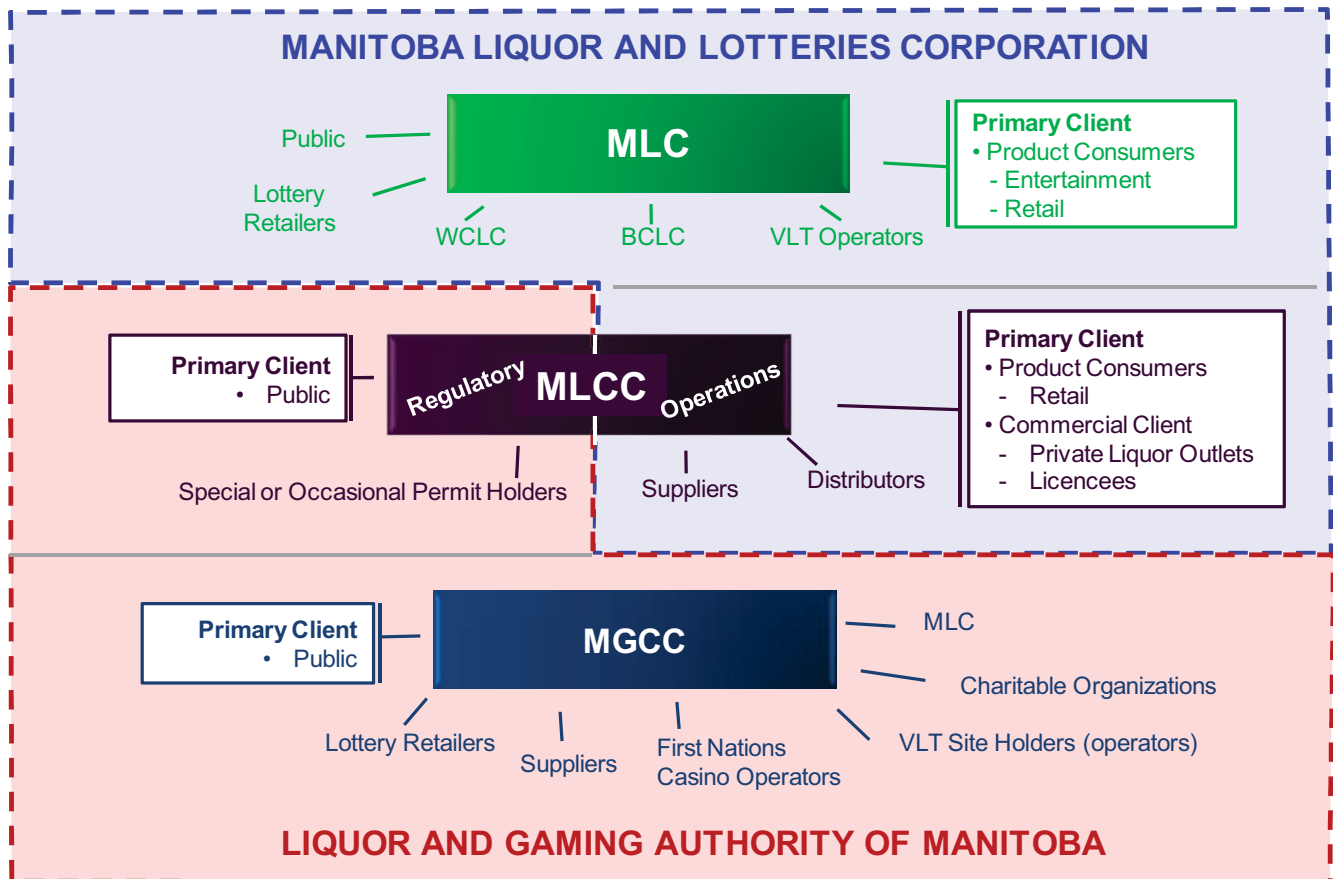 MANITOBA LIQUOR AND LOTTERIES CORPORATION
MLC
Public
Lottery
Retailers
WCLC
BCLC
VLT Operators
Primary Client
• Product Consumers
- Entertainment
- Retail
Primary Client
• Public
Regulatory
MLCC
Operations
Special or Occasional Permit Holders
Suppliers
Distributors
Primary Client
• Product Consumers
- Retail
• Commercial Client
- Private Liquor Outlets
- Licencees
Primary Client
• Public
MGCC
MLC
Charitable Organizations
VLT Site Holders (operators)
Lottery Retailers
Suppliers
First Nations
Casino Operators
LIQUOR AND GAMING AUTHORITY OF MANITOBA